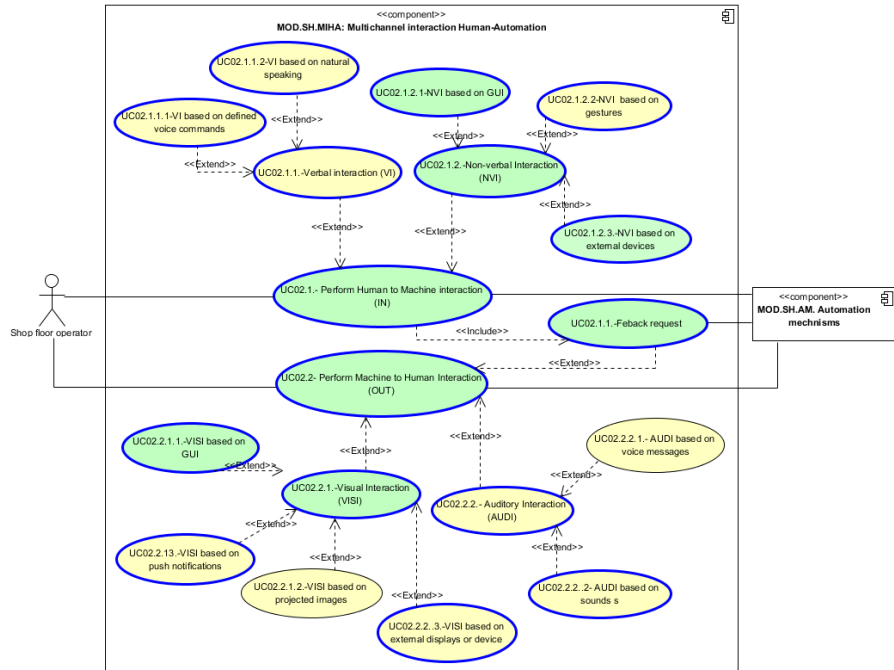 <<component>>
MOD.SH.MIHA: Multichannel interaction Human-Automation
UC02.1.1.2-VI based on natural
speaking
UC02.1.2.1-NVI based on GUI
UC02.1.2.2-NVI based on
gestures
UC02.1.1.1-VI based on defined
voice commands
<<Extend>>
<<Extend>>
<<Extend>>
<<Extend>>
UC02.1.1.-Verbal interaction (VI)
UC02.1.2.-Non-verbal Interaction
(NVI)
<<Extend>>
<<Extend>>
<<Extend>>
UC02.1.2.3.-NVI based on
external devices
UC02.1.- Perform Human to Machine interaction
(IN)
<<component>>
MOD.SH.AM. Automation
mechnisms
Shop floor operator
<<Include>>
UC02.1.1.-Feback request
<<Extend>>
UC02.2- Perform Machine to Human Interaction
(OUT)
UC02.2.1.1.-VISI based on
GUI
<<Extend>>
<<Extend>>
<<Extend>>
UC02.2.2.1.- AUDI based on
voice messages
<<Extend>>
UC02.2.1.-Visual Interaction
(VISI)
UC02.2.2.- Auditory Interaction
(AUDI)
<<Extend>>
<<Extend>>
<<Extend>>
<<Extend>>
UC02.2.13.-VISI based on
push notifications
UC02.2.1.2.-VISI based on
projected images
UC02.2.2..2- AUDI based on
sounds s
UC02.2.2..3.-VISI based on
external displays or device